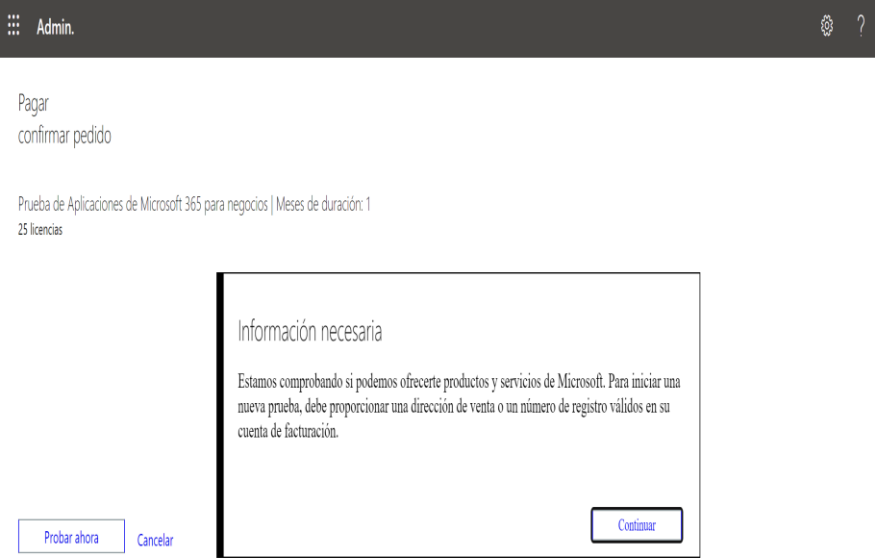 Admin.
?
Pagar
confirmar pedido
Prueba de Aplicaciones de Microsoft 365 para negocios | Meses de duración: 1
25 licencias
Información necesaria
Estamos comprobando si podemos ofrecerte productos y servicios de Microsoft. Para iniciar una
nueva prueba, debe proporcionar una dirección de venta o un número de registro válidos en su
cuenta de facturación.
Continuar
Probar ahora
Cancelar